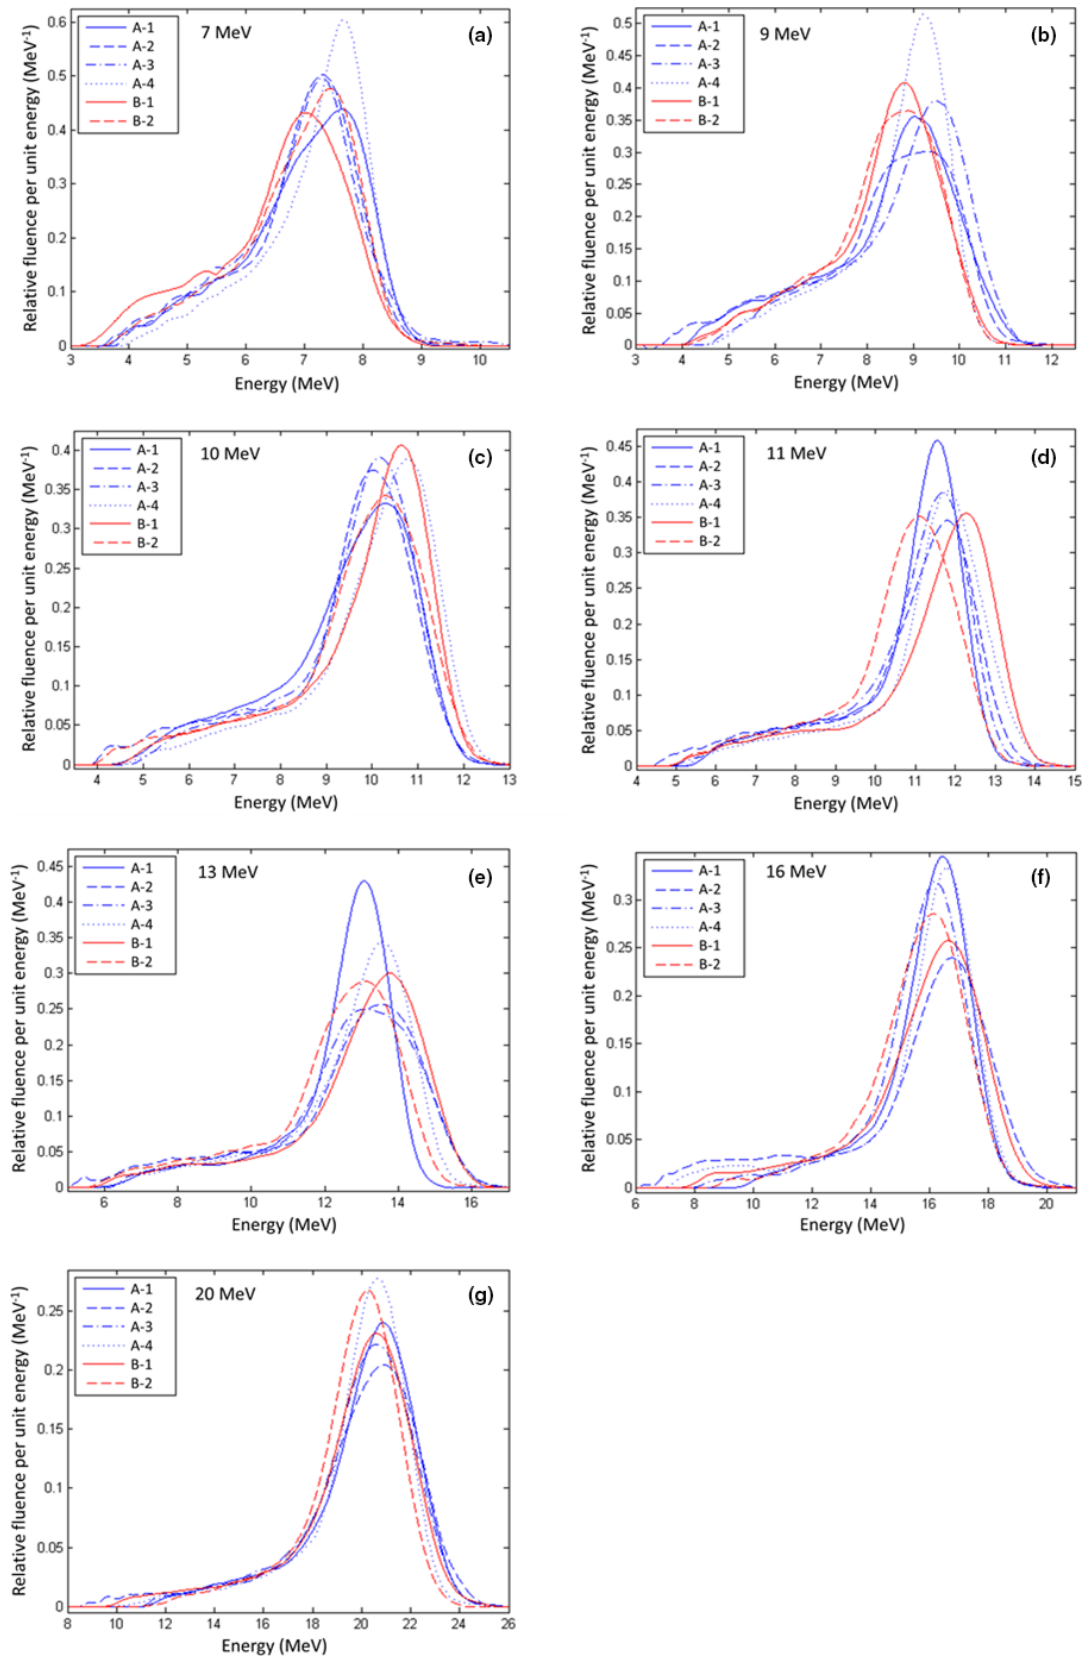 7 MeV
(a)
A-1
A-2
A-3
A-4
B-1
B-2
Relative fluence per unit energy (MeV-1)
0.6
0.5
0.4
0.3
0.2
0.1
0
3 4 5 6 7 8 9 10
Energy (MeV)
9 MeV
(b)
A-1
A-2
A-3
A-4
B-1
B-2
Relative fluence per unit energy (MeV-1)
0.5
0.45
0.4
0.35
0.3
0.25
0.2
0.15
0.1
0.05
0
3 4 5 6 7 8 9 10 11 12
Energy (MeV)
10 MeV
(c)
A-1
A-2
A-3
A-4
B-1
B-2
Relative fluence per unit energy (MeV-1)
0.4
0.35
0.3
0.25
0.2
0.15
0.1
0.05
0
4 5 6 7 8 9 10 11 12 13
Energy (MeV)
11 MeV
(d)
A-1
A-2
A-3
A-4
B-1
B-2
Relative fluence per unit energy (MeV-1)
0.45
0.4
0.35
0.3
0.25
0.2
0.15
0.1
0.05
0
4 5 6 7 8 9 10 11 12 13 14 15
Energy (MeV)
13 MeV
(e)
A-1
A-2
A-3
A-4
B-1
B-2
Relative fluence per unit energy (MeV-1)
0.45
0.4
0.35
0.3
0.25
0.2
0.15
0.1
0.05
0
6 8 10 12 14 16
Energy (MeV)
16 MeV
(f)
A-1
A-2
A-3
A-4
B-1
B-2
Relative fluence per unit energy (MeV-1)
0.3
0.25
0.2
0.15
0.1
0.05
0
6 8 10 12 14 16 18 20
Energy (MeV)
20 MeV
(g)
A-1
A-2
A-3
A-4
B-1
B-2
Relative fluence per unit energy (MeV-1)
0.25
0.2
0.15
0.1
0.05
0
8 10 12 14 16 18 20 22 24 26
Energy (MeV)